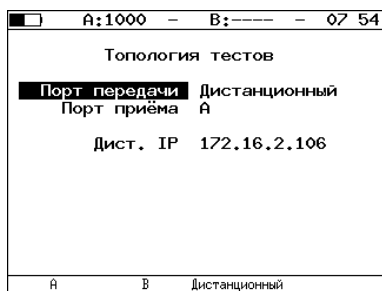 A:1000 – B:---- – 07 54
Топология тестов
Порт передачи Дистанционный
Порт приёма A
Дист. IP 172.16.2.106
A B Дистанционный